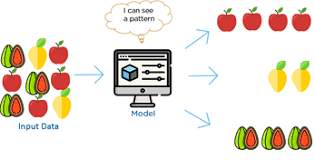 I can see
a pattern
Input Data
Model